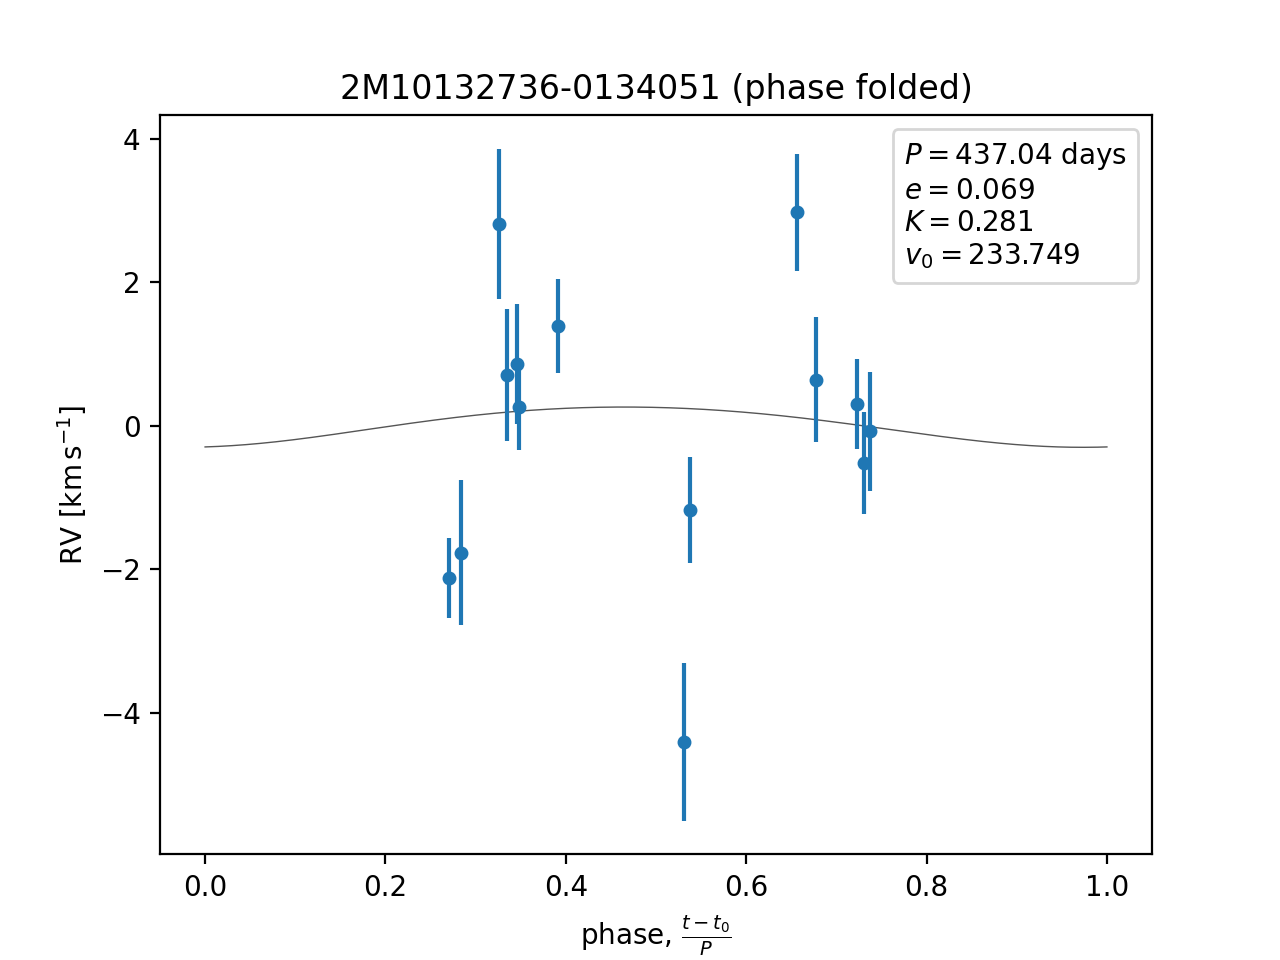 2M10132736-0134051 (phase folded)
P = 437.04 days
e = 0.069
K = 0.281
v₀ = 233.749
4
2
0
−2
−4
RV [km s⁻¹]
0.0 0.2 0.4 0.6 0.8 1.0
phase, (t − t₀)/P